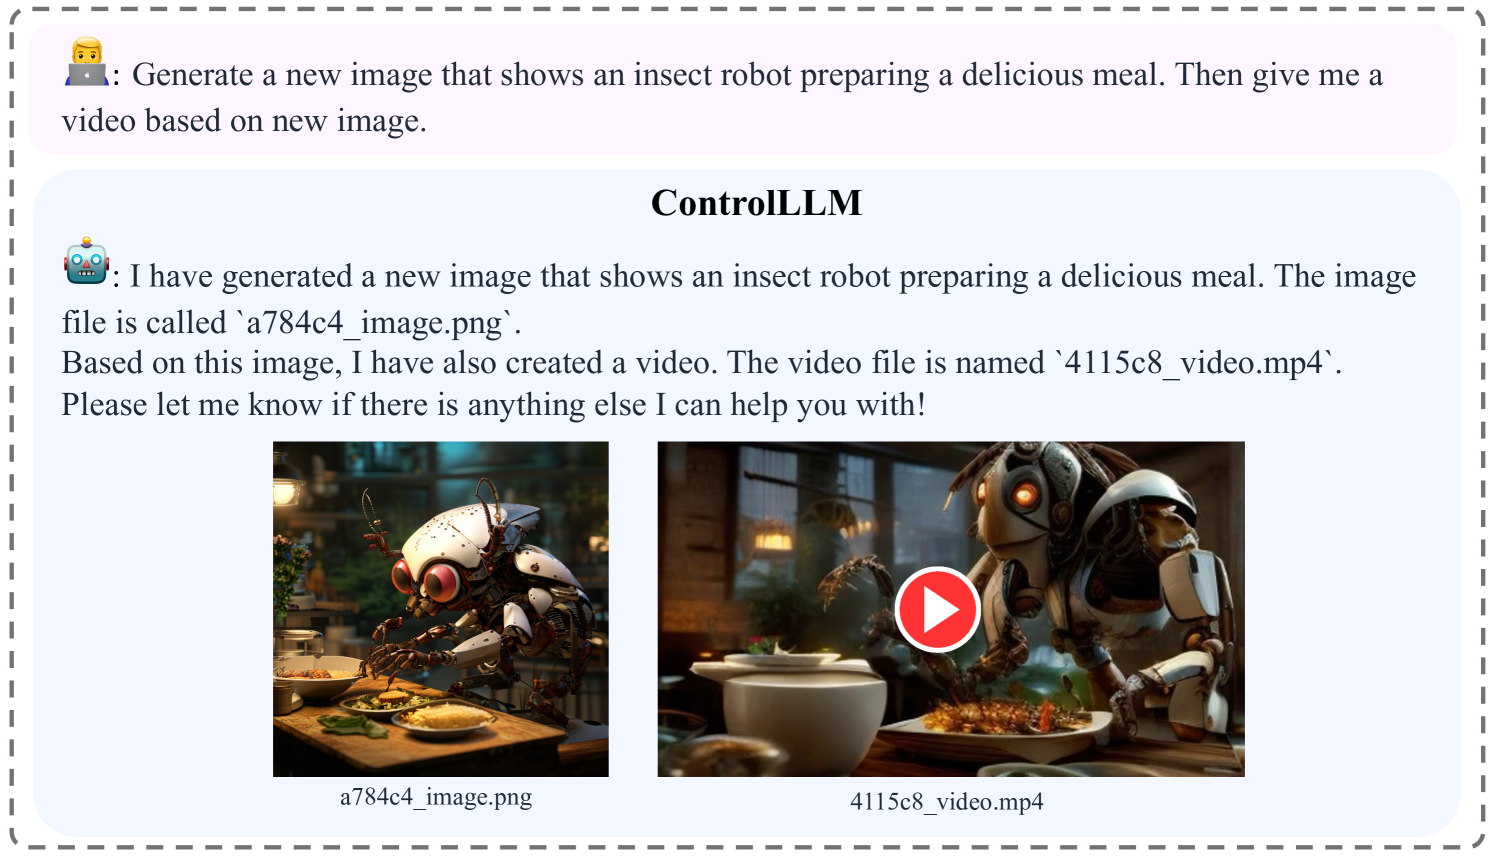 : Generate a new image that shows an insect robot preparing a delicious meal. Then give me a
video based on new image.
ControlLLM
: I have generated a new image that shows an insect robot preparing a delicious meal. The image
file is called `a784c4_image.png`.
Based on this image, I have also created a video. The video file is named `4115c8_video.mp4`.
Please let me know if there is anything else I can help you with!
a784c4_image.png
4115c8_video.mp4